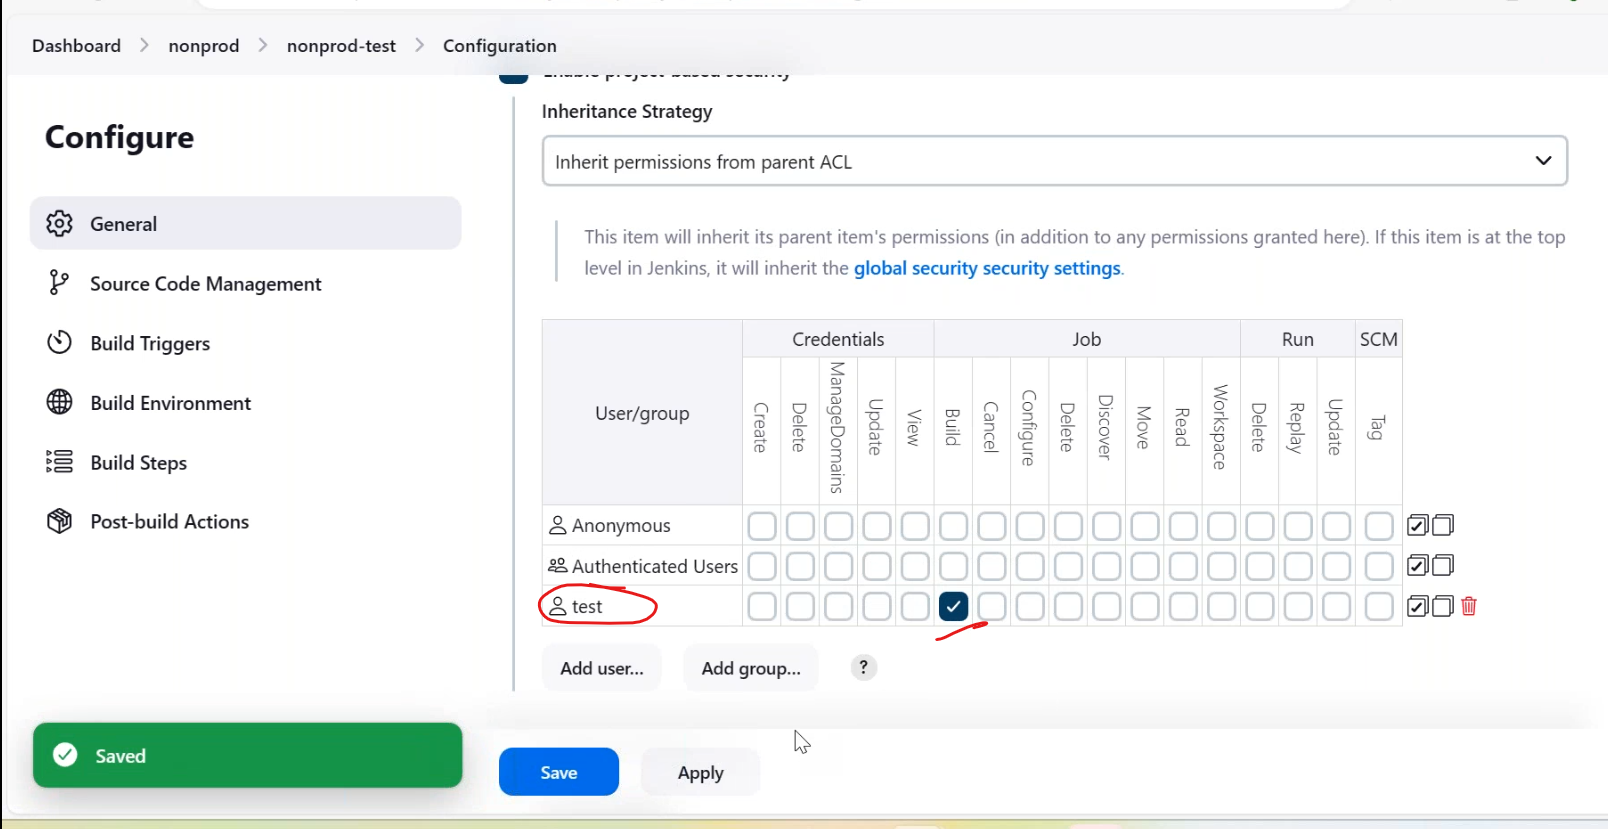 Dashboard > nonprod > nonprod-test > Configuration
Enable project-based security
Configure
Inheritance Strategy
Inherit permissions from parent ACL
This item will inherit its parent item's permissions (in addition to any permissions granted here). If this item is at the top
level in Jenkins, it will inherit the global security security settings.
General
Source Code Management
Build Triggers
Build Environment
Build Steps
Post-build Actions
User/group Credentials Job Run SCM
Create Delete ManageDomains Update View Build Cancel Configure Delete Discover Move Read Workspace Delete Replay Update Tag
Anonymous
Authenticated Users
test
Add user... Add group... ?
Saved
Save Apply